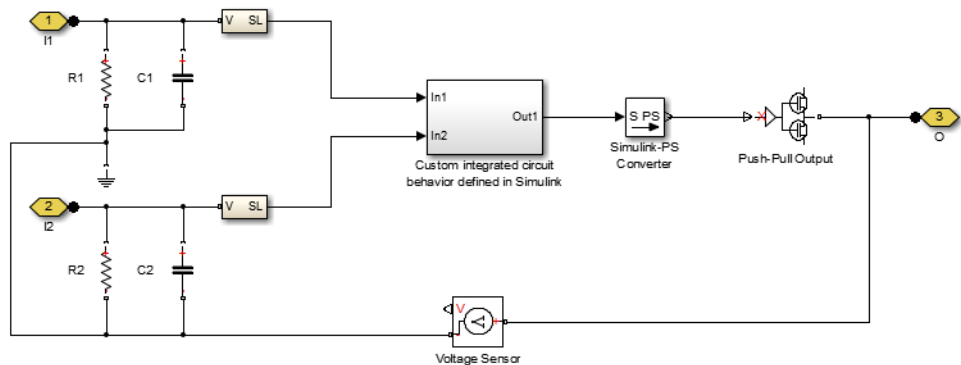 1
I1
V SL
R1
C1
In1
In2
Out1
Custom integrated circuit
behavior defined in Simulink
S PS
Simulink-PS
Converter
Push-Pull Output
3
O
2
I2
V SL
R2
C2
V
V
Voltage Sensor